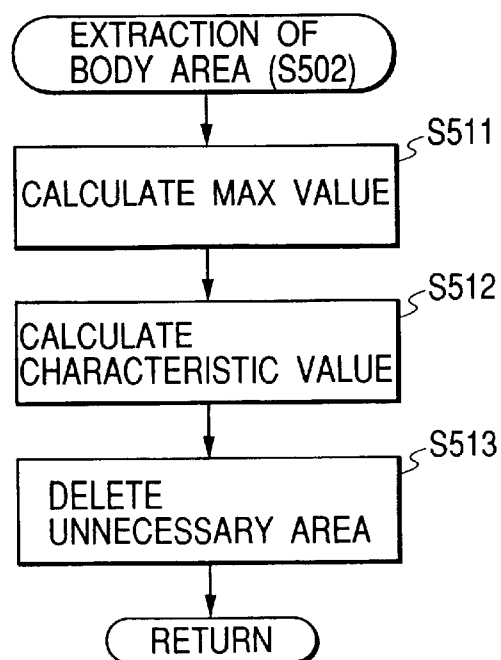 EXTRACTION OF
BODY AREA (S502)
S511
CALCULATE MAX VALUE
S512
CALCULATE
CHARACTERISTIC VALUE
S513
DELETE
UNNECESSARY AREA
RETURN